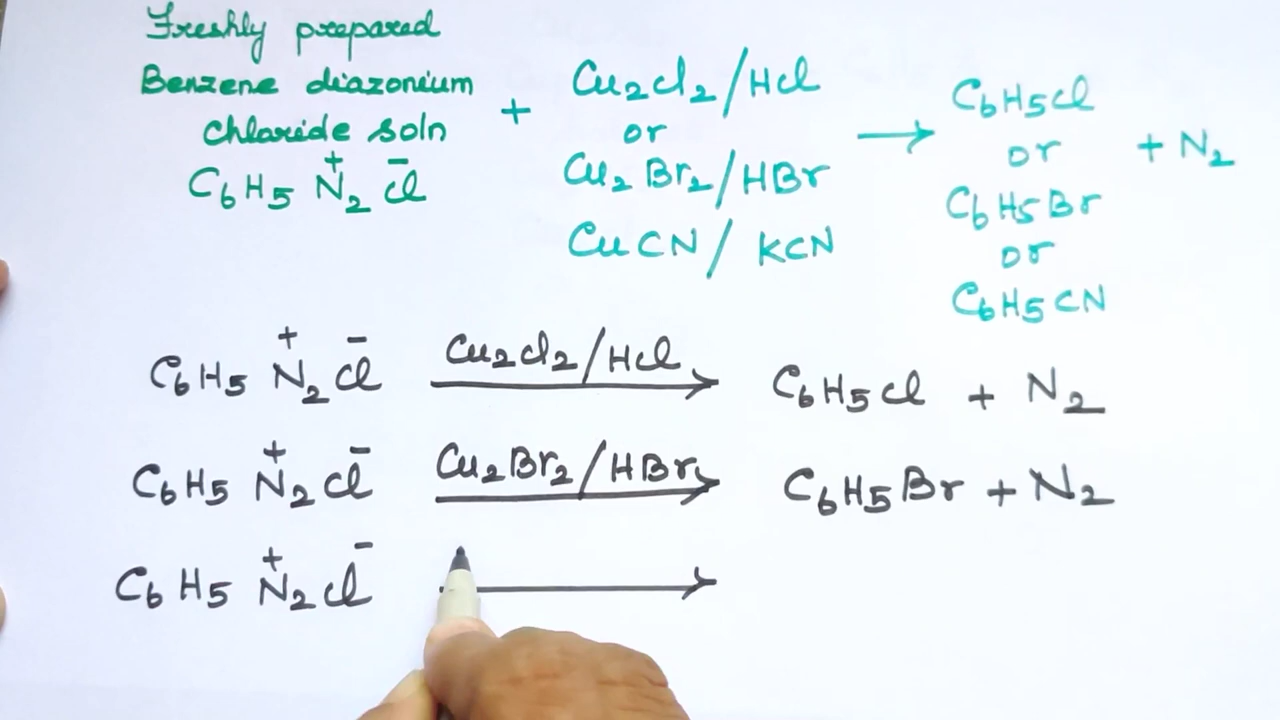 Freshly prepared
Benzene diazonium
chloride soln
C6H5 N2+ Cl-
+
Cu2Cl2/HCl
or
Cu2Br2/HBr
CuCN/KCN
→
C6H5Cl
or
C6H5Br
or
C6H5CN
+ N2
C6H5 N2+ Cl- Cu2Cl2/HCl → C6H5Cl + N2
C6H5 N2+ Cl- Cu2Br2/HBr → C6H5Br + N2
C6H5 N2+ Cl- →